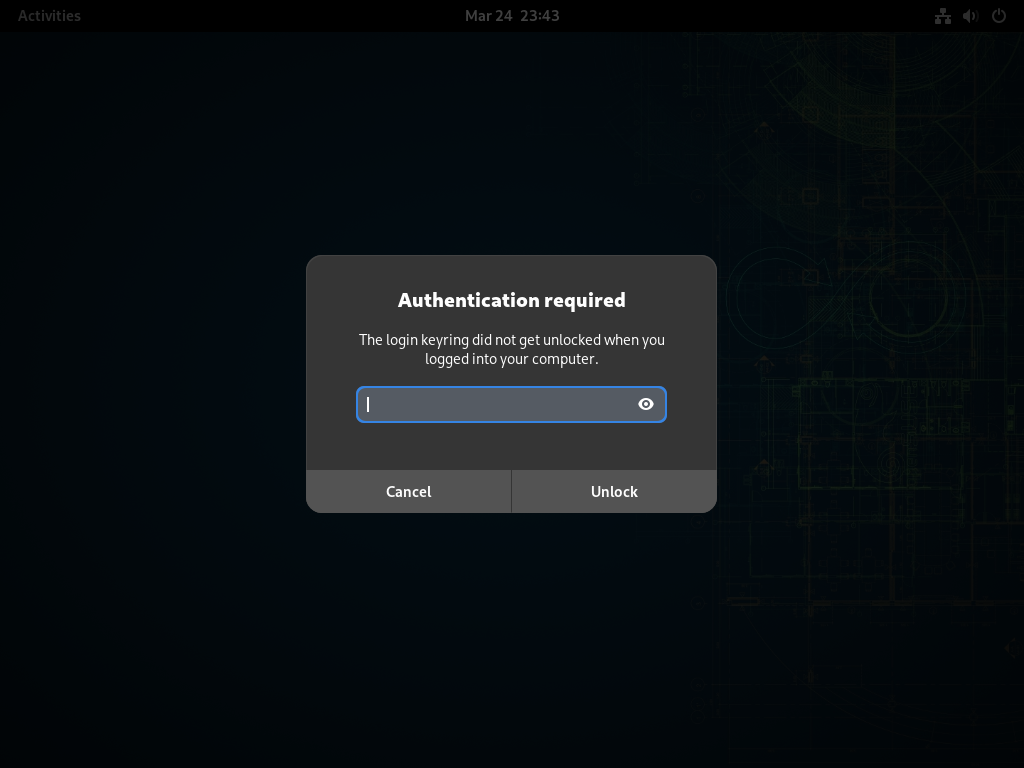 Activities
Mar 24 23:43
Authentication required
The login keyring did not get unlocked when you
logged into your computer.
Cancel
Unlock